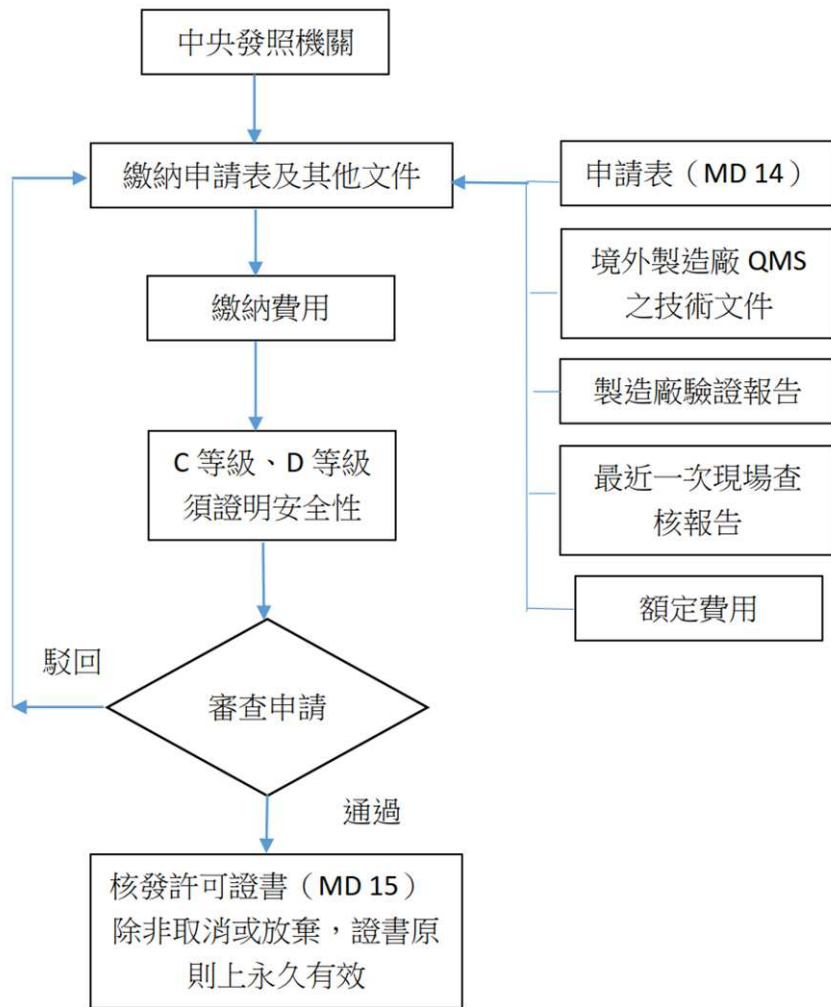 中央發照機關
繳納申請表及其他文件
繳納費用
C 等級、D 等級
須證明安全性
駁回
審查申請
通過
核發許可證書（MD 15）
除非取消或放棄，證書原
則上永久有效
申請表（MD 14）
境外製造廠 QMS
之技術文件
製造廠驗證報告
最近一次現場查
核報告
額定費用